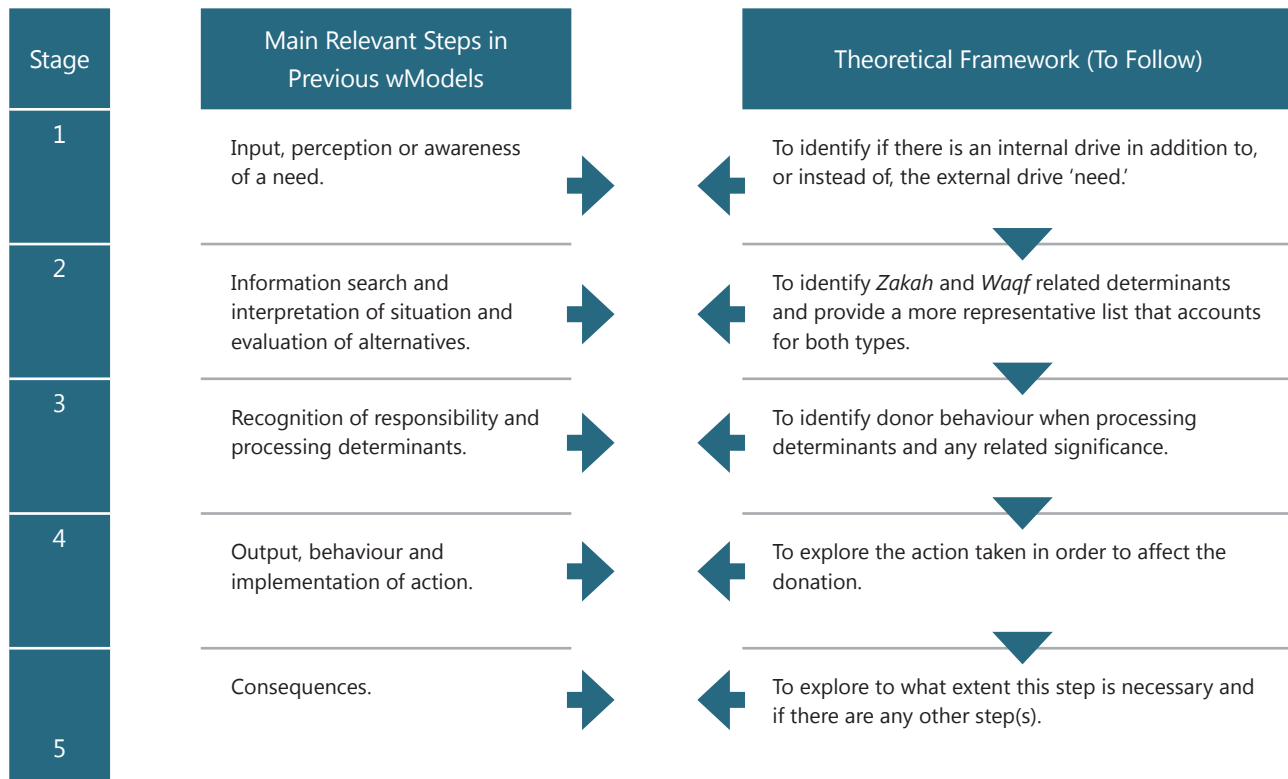 Stage
Main Relevant Steps in
Previous wModels
Theoretical Framework (To Follow)
1
Input, perception or awareness
of a need.
To identify if there is an internal drive in addition to,
or instead of, the external drive ‘need.’
2
Information search and
interpretation of situation and
evaluation of alternatives.
To identify Zakah and Waqf related determinants
and provide a more representative list that accounts
for both types.
3
Recognition of responsibility and
processing determinants.
To identify donor behaviour when processing
determinants and any related significance.
4
Output, behaviour and
implementation of action.
To explore the action taken in order to affect the
donation.
5
Consequences.
To explore to what extent this step is necessary and
if there are any other step(s).